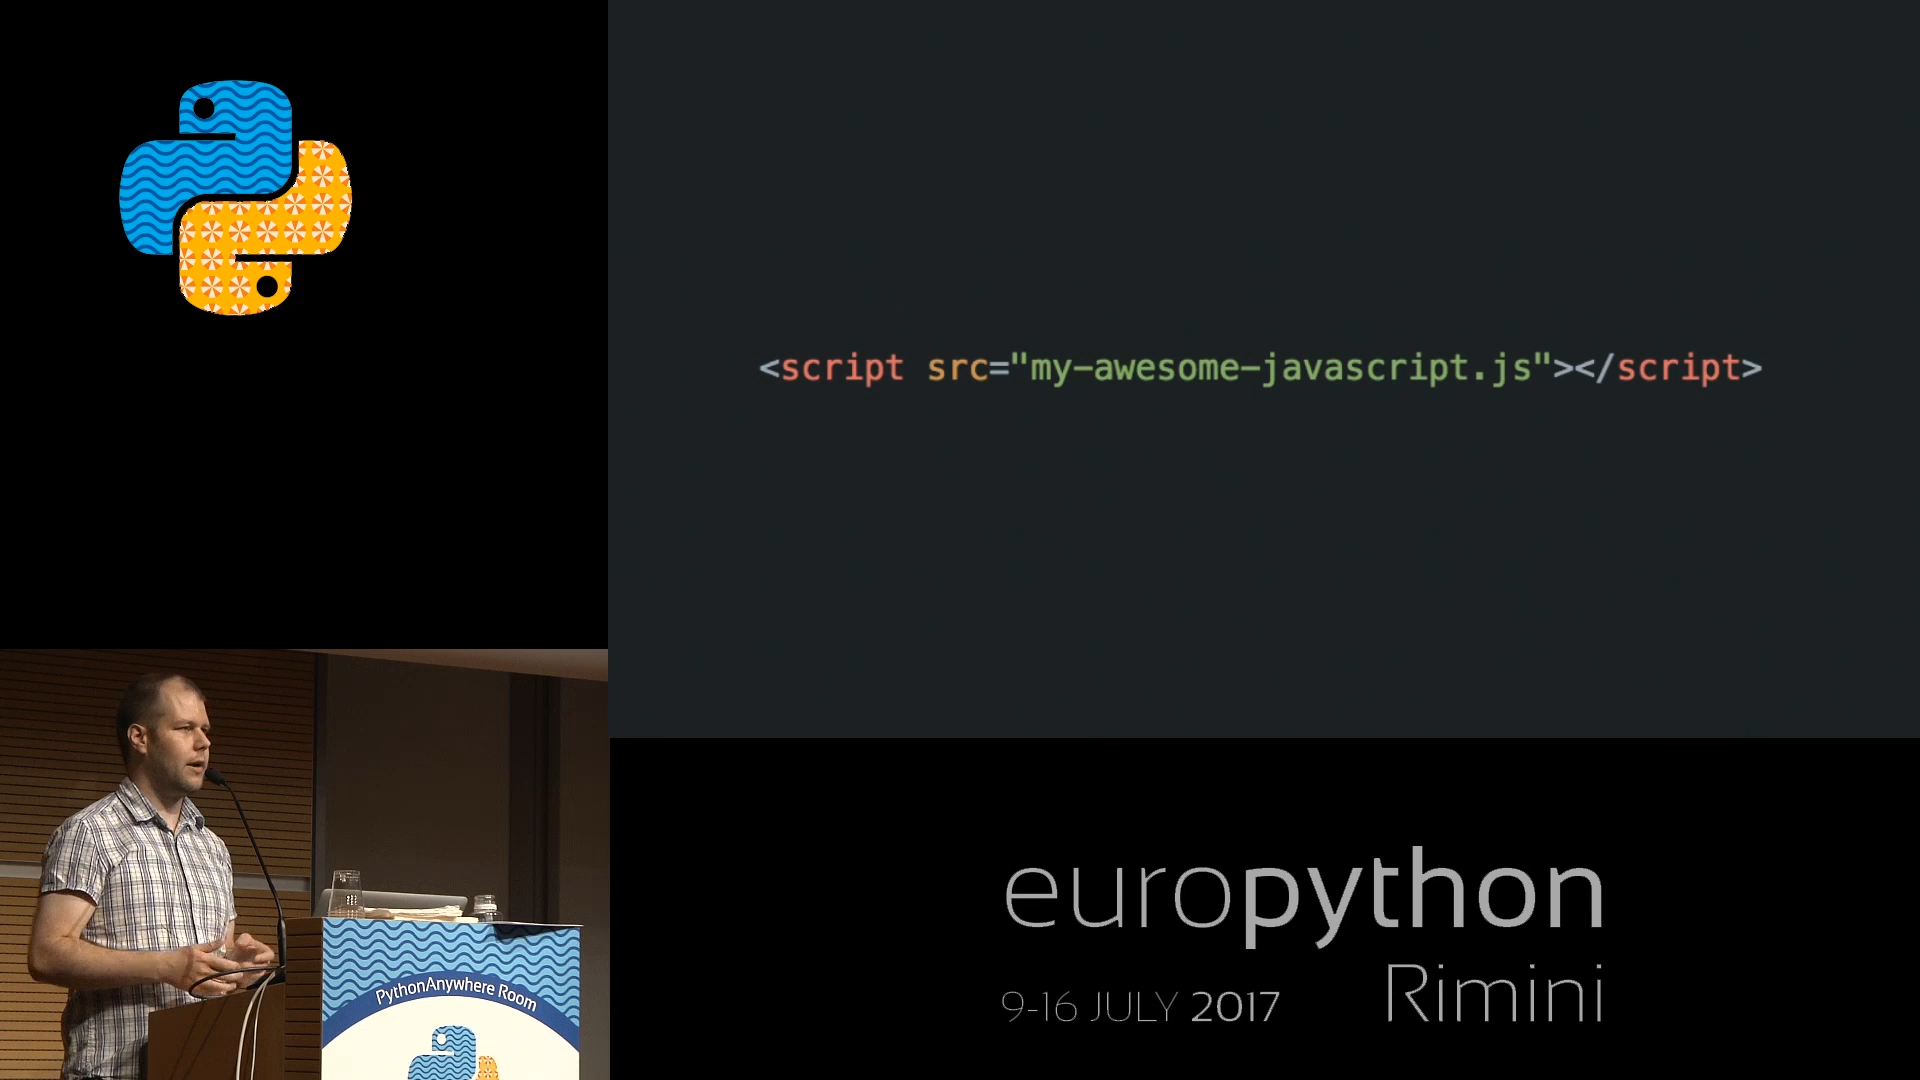 <script src="my-awesome-javascript.js"></script>
PythonAnywhere Room
europython
9-16 JULY 2017
Rimini